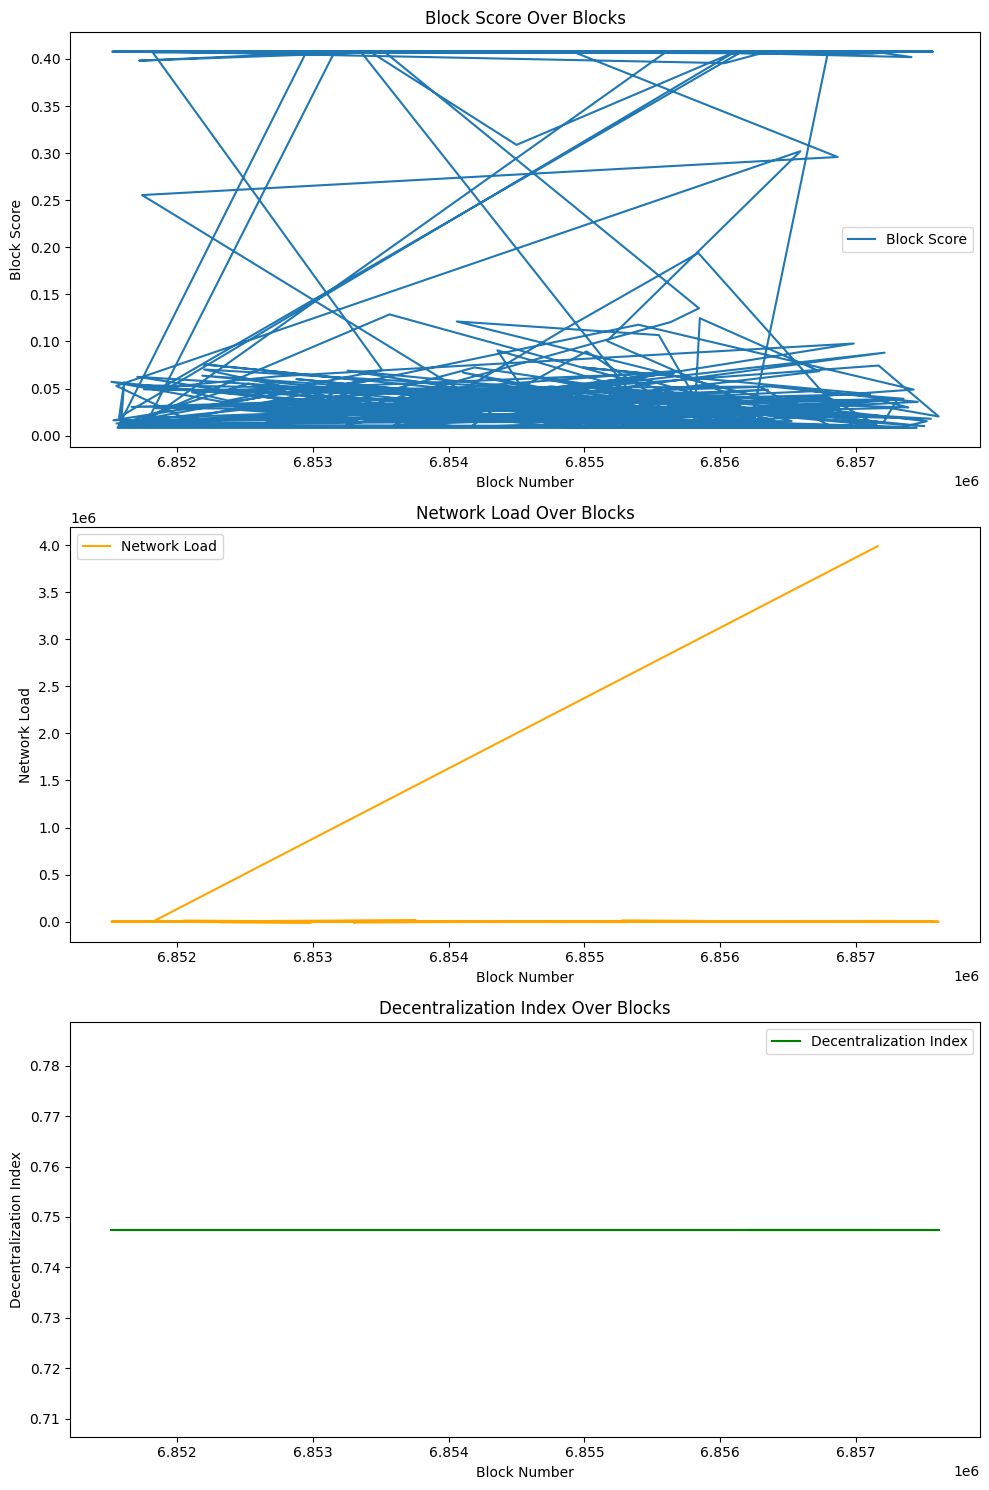 Block Score Over Blocks
0.40
0.35
0.30
0.25
0.20
0.15
0.10
0.05
0.00
Block Score
Block Score
6.852 6.853 6.854 6.855 6.856 6.857
1e6
Block Number
Network Load Over Blocks
1e6
Network Load
4.0
3.5
3.0
2.5
2.0
1.5
1.0
0.5
0.0
Network Load
6.852 6.853 6.854 6.855 6.856 6.857
1e6
Block Number
Decentralization Index Over Blocks
Decentralization Index
0.78
0.77
0.76
0.75
0.74
0.73
0.72
0.71
Decentralization Index
6.852 6.853 6.854 6.855 6.856 6.857
1e6
Block Number